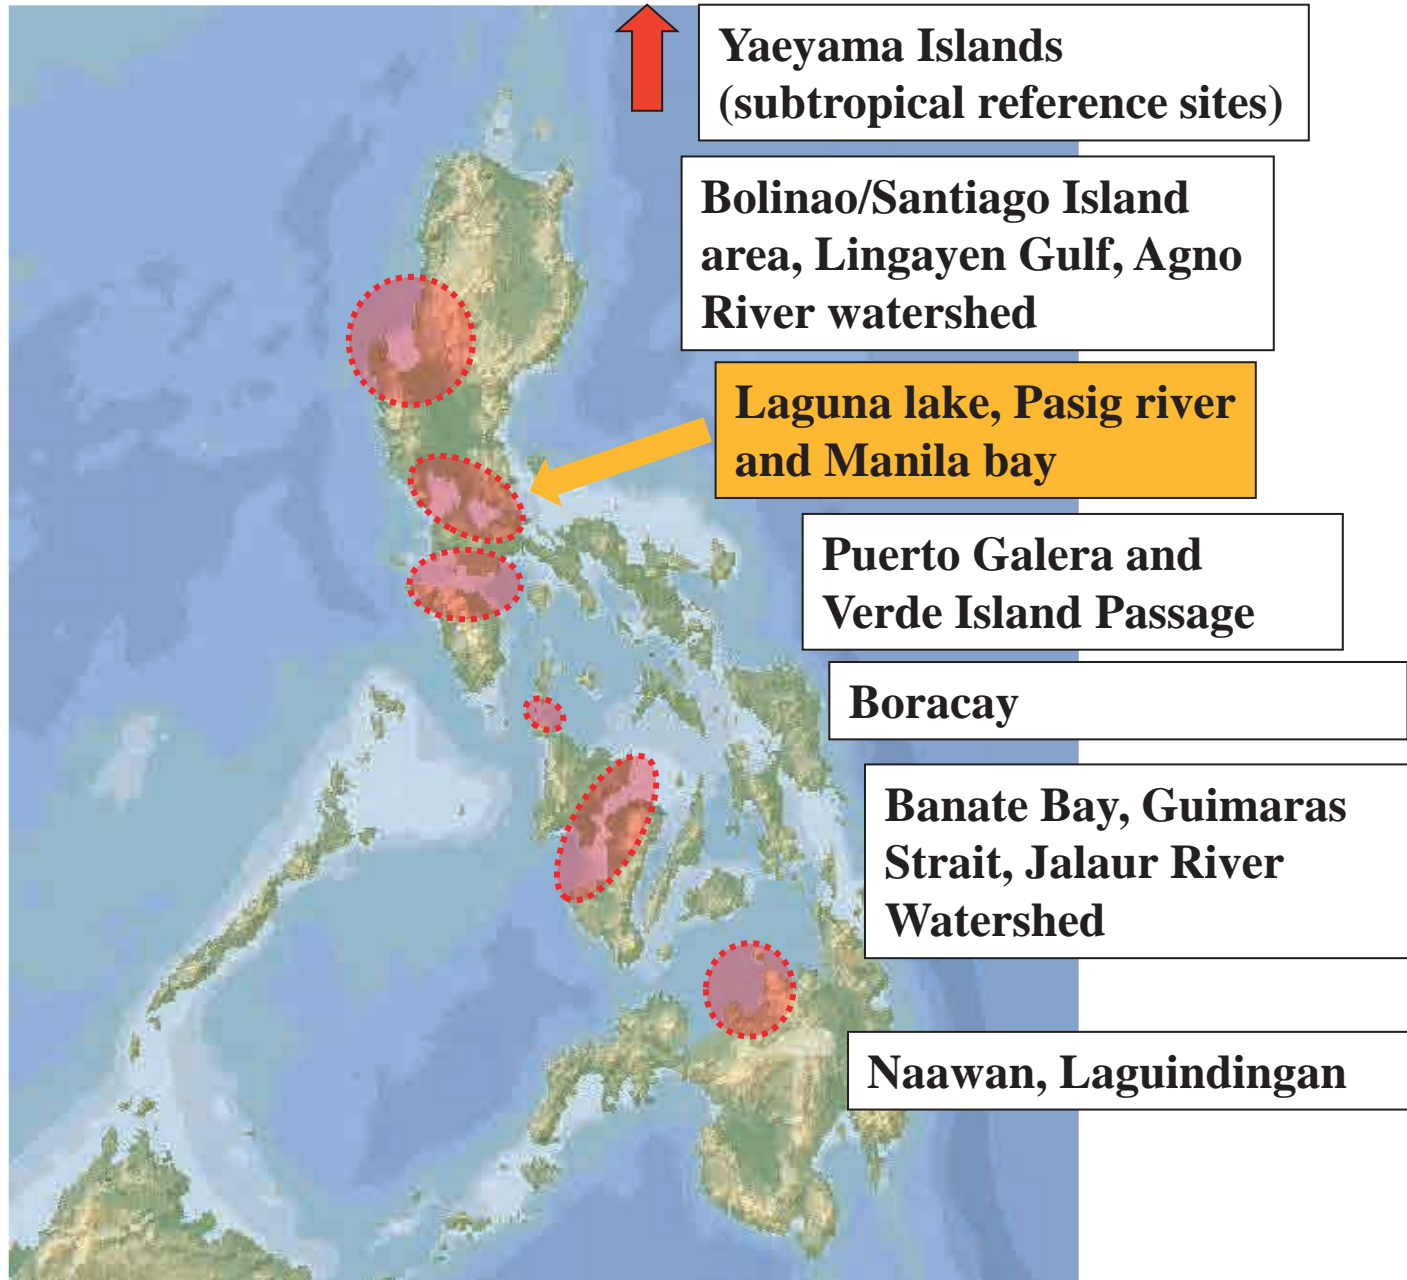 Yaeyama Islands
(subtropical reference sites)
Bolinao/Santiago Island
area, Lingayen Gulf, Agno
River watershed
Laguna lake, Pasig river
and Manila bay
Puerto Galera and
Verde Island Passage
Boracay
Banate Bay, Guimaras
Strait, Jalaur River
Watershed
Naawan, Laguindingan